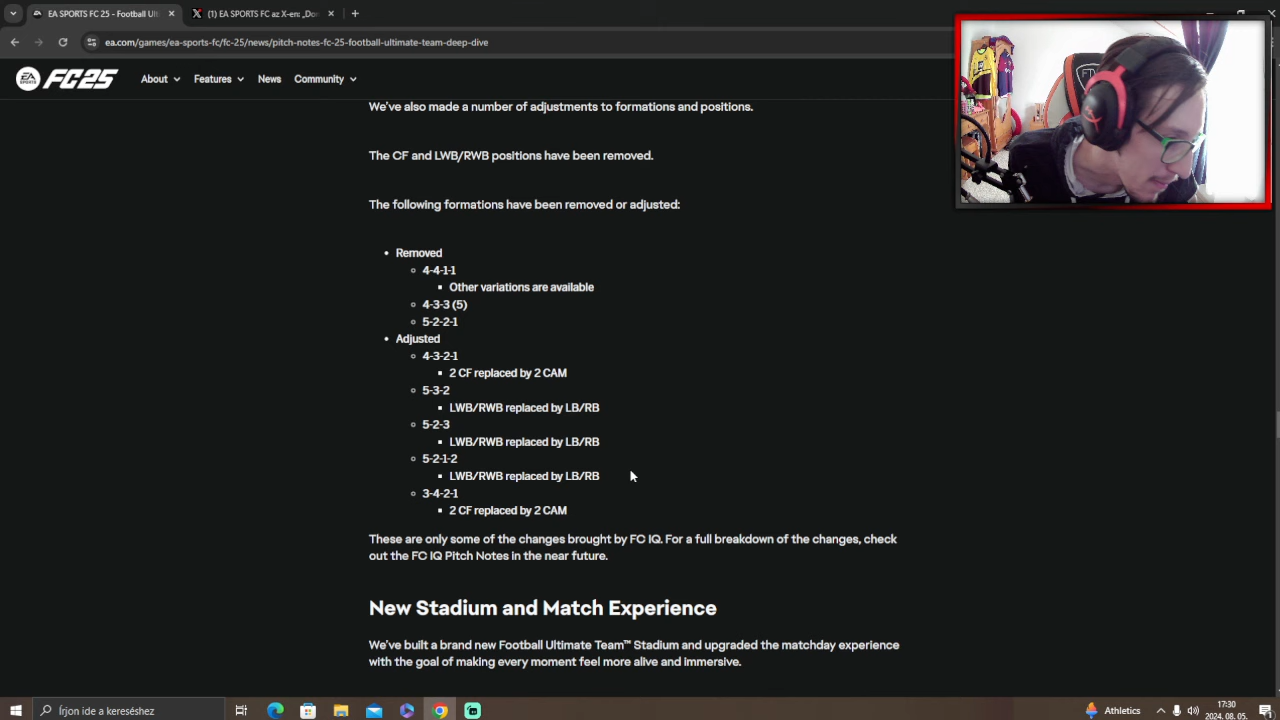 EA SPORTS FC 25 - Football Ult
(1) EA SPORTS FC az X-en: „Dor
ea.com/games/ea-sports-fc/fc-25/news/pitch-notes-fc-25-football-ultimate-team-deep-dive
EA SPORTS FC25 About Features News Community
We've also made a number of adjustments to formations and positions.
The CF and LWB/RWB positions have been removed.
The following formations have been removed or adjusted:
Removed
4-4-1-1
Other variations are available
4-3-3 (5)
5-2-2-1
Adjusted
4-3-2-1
2 CF replaced by 2 CAM
5-3-2
LWB/RWB replaced by LB/RB
5-2-3
LWB/RWB replaced by LB/RB
5-2-1-2
LWB/RWB replaced by LB/RB
3-4-2-1
2 CF replaced by 2 CAM
These are only some of the changes brought by FC IQ. For a full breakdown of the changes, check
out the FC IQ Pitch Notes in the near future.
New Stadium and Match Experience
We've built a brand new Football Ultimate Team™ Stadium and upgraded the matchday experience
with the goal of making every moment feel more alive and immersive.
Írjon ide a kereséshez
Athletics
17:30
2024. 08. 05.